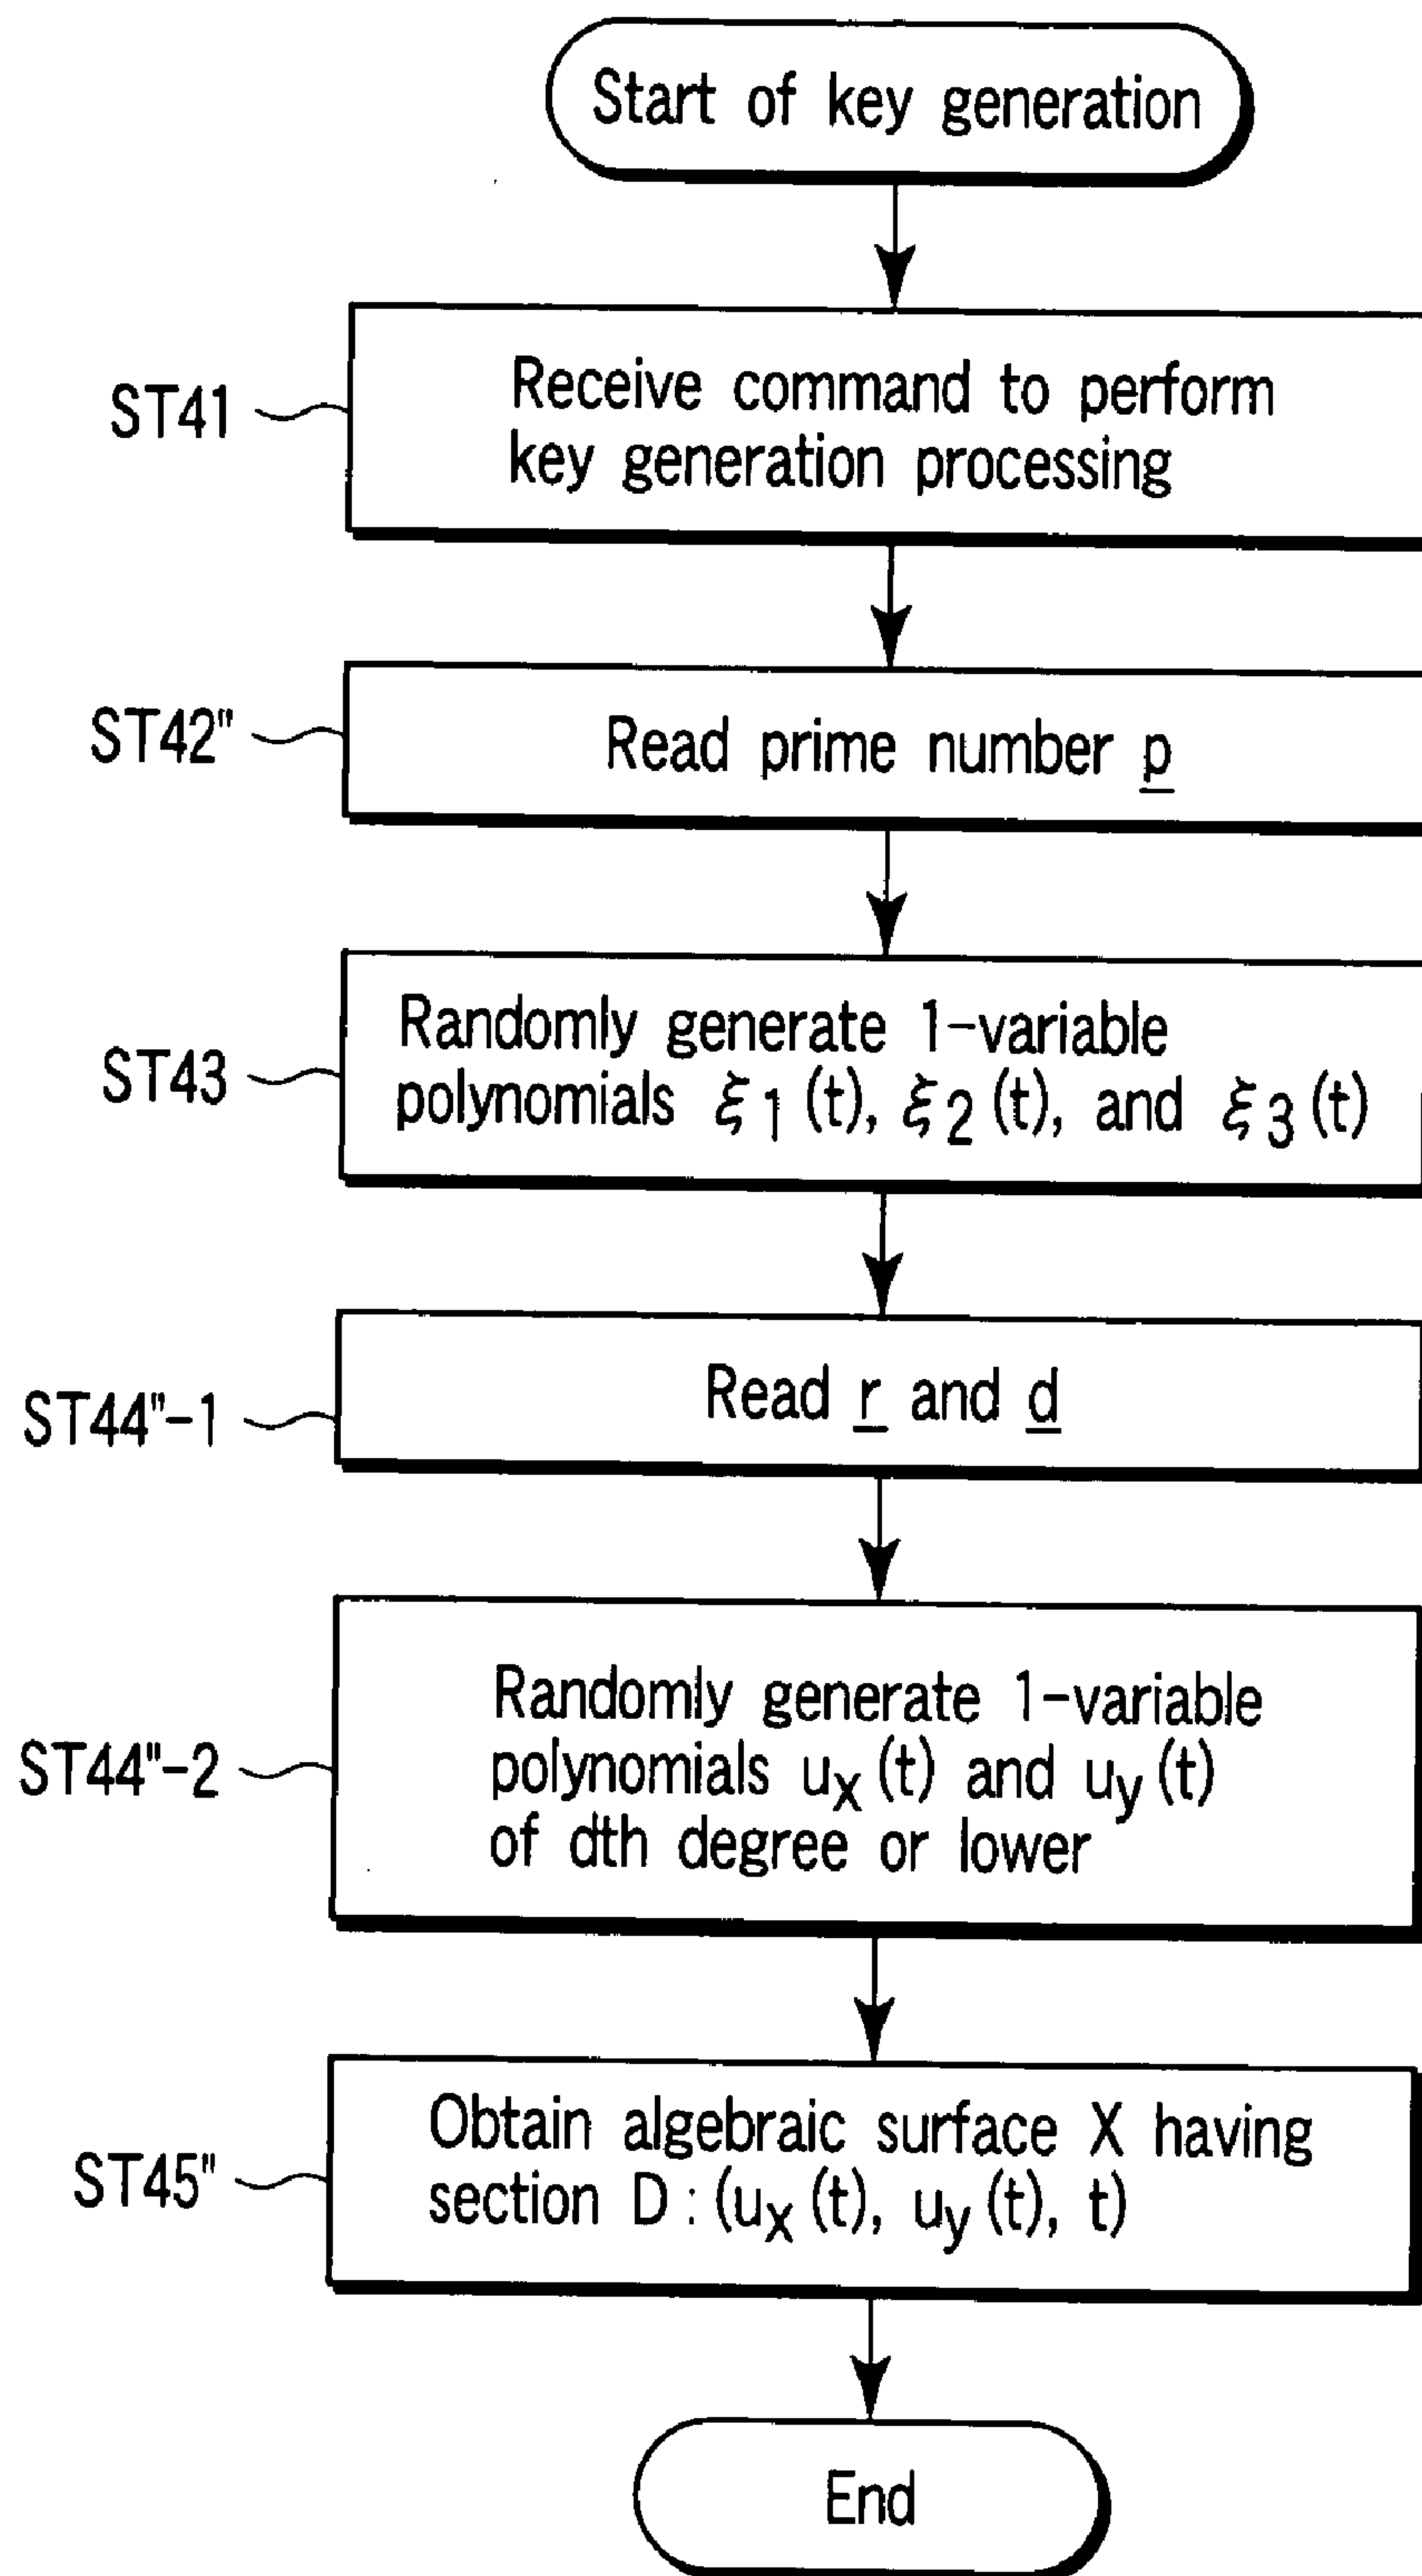 Start of key generation
ST41
Receive command to perform
key generation processing
ST42"
Read prime number p
ST43
Randomly generate 1-variable
polynomials ξ1(t), ξ2(t), and ξ3(t)
ST44"-1
Read r and d
ST44"-2
Randomly generate 1-variable
polynomials ux(t) and uy(t)
of dth degree or lower
ST45"
Obtain algebraic surface X having
section D : (ux(t), uy(t), t)
End